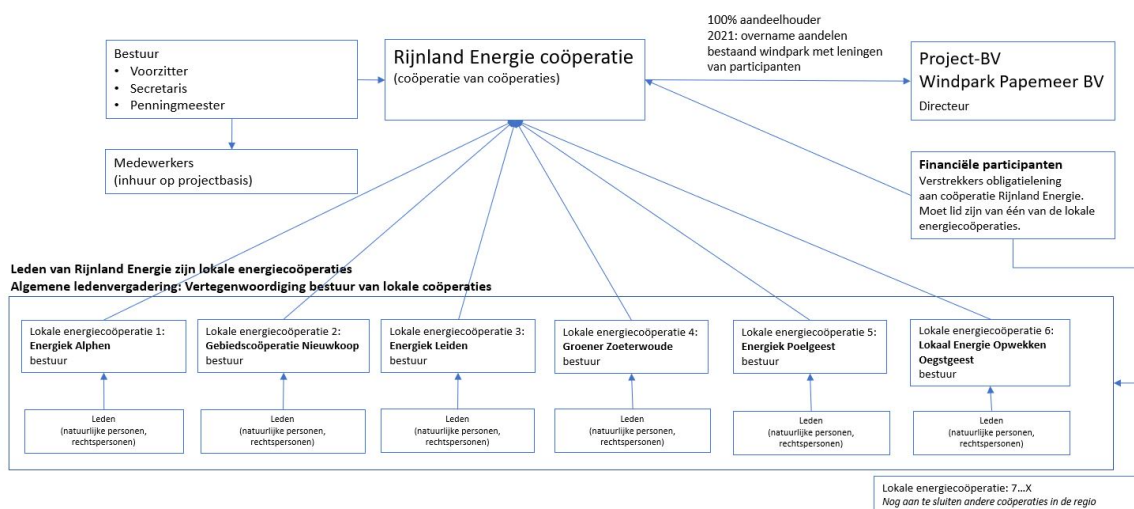 Bestuur
• Voorzitter
• Secretaris
• Penningmeester
Medewerkers
(inhuur op projectbasis)
Rijnland Energie coöperatie
(coöperatie van coöperaties)
100% aandeelhouder
2021: overname aandelen
bestaand windpark met leningen
van participanten
Project-BV
Windpark Papemeer BV
Directeur
Financiële participanten
Verstrekkers obligatielening
aan coöperatie Rijnland Energie.
Moet lid zijn van één van de lokale
energiecoöperaties.
Leden van Rijnland Energie zijn lokale energiecoöperaties
Algemene ledenvergadering: Vertegenwoordiging bestuur van lokale coöperaties
Lokale energiecoöperatie 1:
Energiek Alphen
bestuur
Lokale energiecoöperatie 2:
Gebiedscoöperatie Nieuwkoop
bestuur
Lokale energiecoöperatie 3:
Energiek Leiden
bestuur
Lokale energiecoöperatie 4:
Groener Zoeterwoude
bestuur
Lokale energiecoöperatie 5:
Energiek Poelgeest
bestuur
Lokale energiecoöperatie 6:
Lokaal Energie Opwekken
Oegstgeest
bestuur
Leden
(natuurlijke personen,
rechtspersonen)
Leden
(natuurlijke personen,
rechtspersonen)
Leden
(natuurlijke personen,
rechtspersonen)
Leden
(natuurlijke personen,
rechtspersonen)
Leden
(natuurlijke personen,
rechtspersonen)
Leden
(natuurlijke personen,
rechtspersonen)
Lokale energiecoöperatie: 7...X
Nog aan te sluiten andere coöperaties in de regio